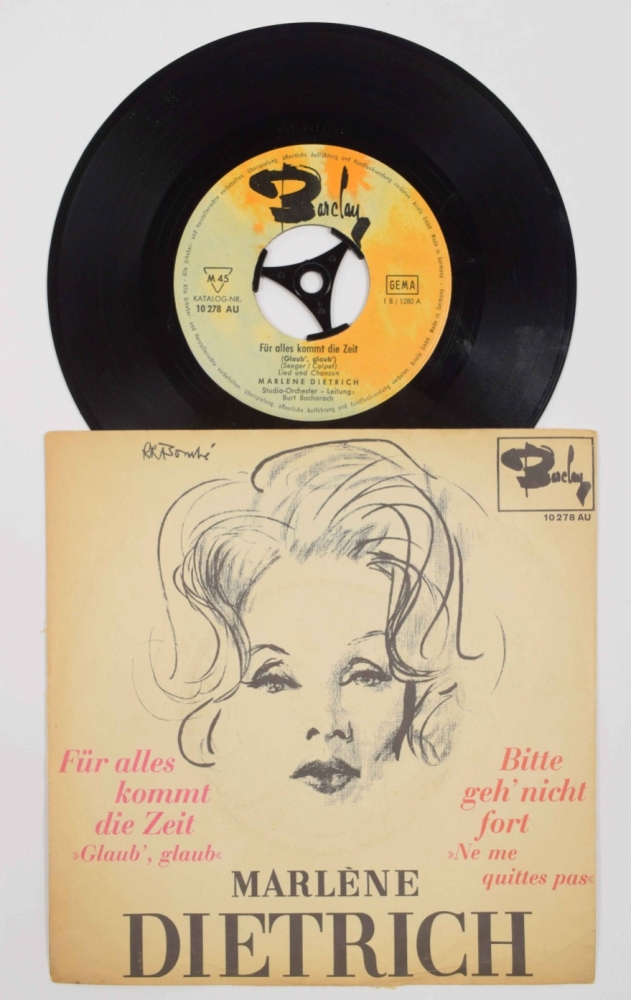 Barclay
M 45
KATALOG-NR.
10 278 AU
GEMA
1 B / 1280 A
Für alles kommt die Zeit
(Glaub', glaub')
(Seeger / Colpet)
Lied und Chanson
MARLENE DIETRICH
Studio-Orchester - Leitung:
Burt Bacharach
Barclay
10278 AU
Für alles
kommt
die Zeit
»Glaub', glaub«
Bitte
geh' nicht
fort
»Ne me
quittes pas«
MARLÈNE
DIETRICH